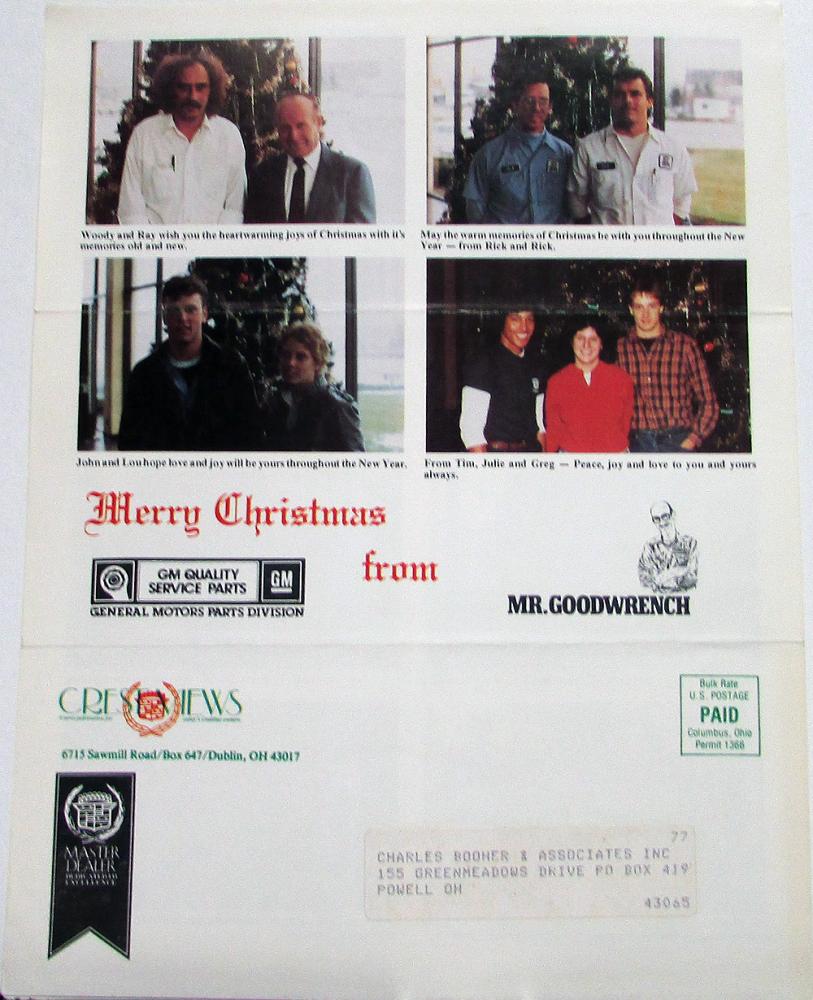 Woody and Ray wish you the heartwarming joys of Christmas with it's
memories old and new.
May the warm memories of Christmas be with you throughout the New
Year — from Rick and Rick.
John and Lou hope love and joy will be yours throughout the New Year.
From Tim, Julie and Greg — Peace, joy and love to you and yours
always.
Merry Christmas
from
GM QUALITY
SERVICE PARTS
GM
GENERAL MOTORS PARTS DIVISION
MR. GOODWRENCH
CREST VIEWS
6715 Sawmill Road/Box 647/Dublin, OH 43017
Bulk Rate
U.S. POSTAGE
PAID
Columbus, Ohio
Permit 1368
MASTER
DEALER
EXCELLENCE
77
CHARLES BOOHER & ASSOCIATES INC
155 GREENMEADOWS DRIVE PO BOX 419
POWELL OH
43065